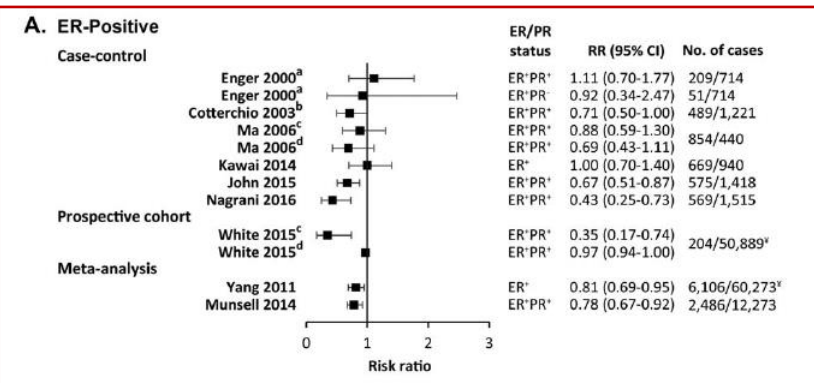 A. ER-Positive
ER/PR status RR (95% CI) No. of cases
Case-control
Enger 2000ᵃ ER⁺PR⁺ 1.11 (0.70-1.77) 209/714
Enger 2000ᵃ ER⁺PR⁻ 0.92 (0.34-2.47) 51/714
Cotterchio 2003ᵇ ER⁺PR⁺ 0.71 (0.50-1.00) 489/1,221
Ma 2006ᶜ ER⁺PR⁺ 0.88 (0.59-1.30) 854/440
Ma 2006ᵈ ER⁺PR⁺ 0.69 (0.43-1.11)
Kawai 2014 ER⁺ 1.00 (0.70-1.40) 669/940
John 2015 ER⁺PR⁺ 0.67 (0.51-0.87) 575/1,418
Nagrani 2016 ER⁺PR⁺ 0.43 (0.25-0.73) 569/1,515
Prospective cohort
White 2015ᶜ ER⁺PR⁺ 0.35 (0.17-0.74) 204/50,889¥
White 2015ᵈ ER⁺PR⁺ 0.97 (0.94-1.00)
Meta-analysis
Yang 2011 ER⁺ 0.81 (0.69-0.95) 6,106/60,273¥
Munsell 2014 ER⁺PR⁺ 0.78 (0.67-0.92) 2,486/12,273
0 1 2 3
Risk ratio